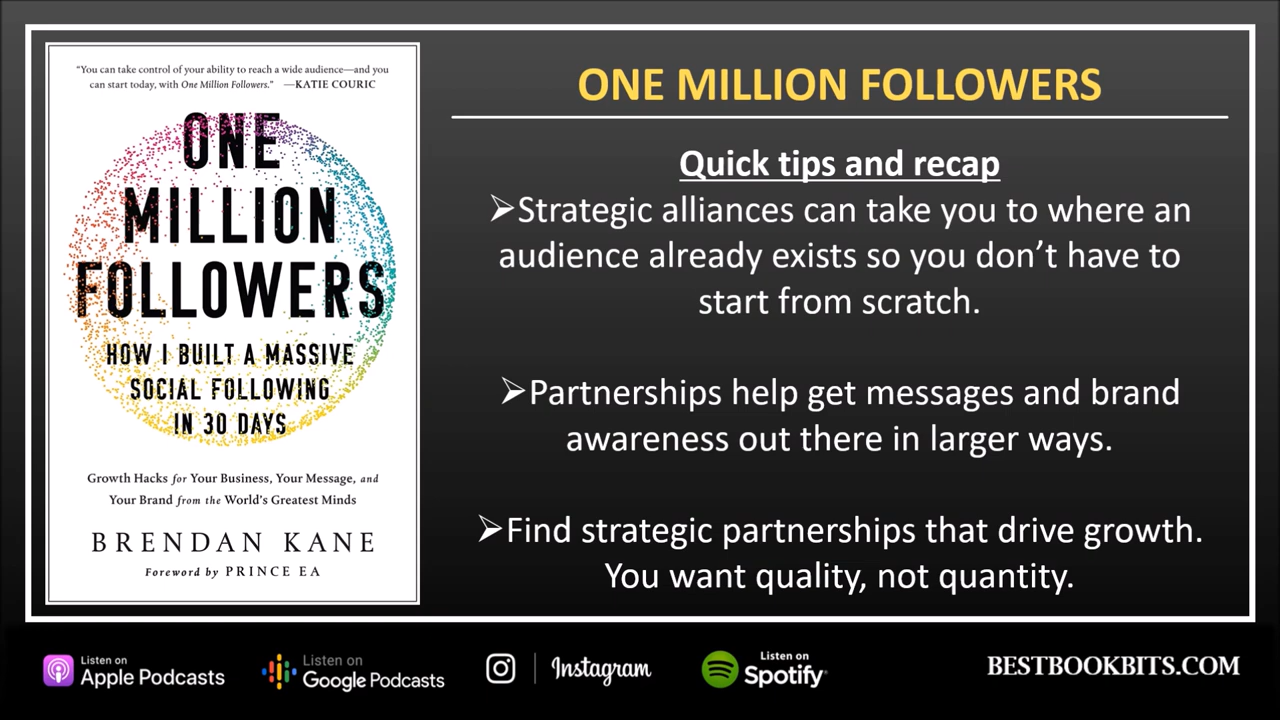 “You can take control of your ability to reach a wide audience—and you
can start today, with One Million Followers.” —KATIE COURIC
ONE
MILLION
FOLLOWERS
HOW I BUILT A MASSIVE
SOCIAL FOLLOWING
IN 30 DAYS
Growth Hacks for Your Business, Your Message, and
Your Brand from the World's Greatest Minds
BRENDAN KANE
Foreword by PRINCE EA
ONE MILLION FOLLOWERS
Quick tips and recap
➢Strategic alliances can take you to where an
audience already exists so you don’t have to
start from scratch.
➢Partnerships help get messages and brand
awareness out there in larger ways.
➢Find strategic partnerships that drive growth.
You want quality, not quantity.
Listen on
Apple Podcasts
Listen on
Google Podcasts
Instagram
Listen on
Spotify
BESTBOOKBITS.COM